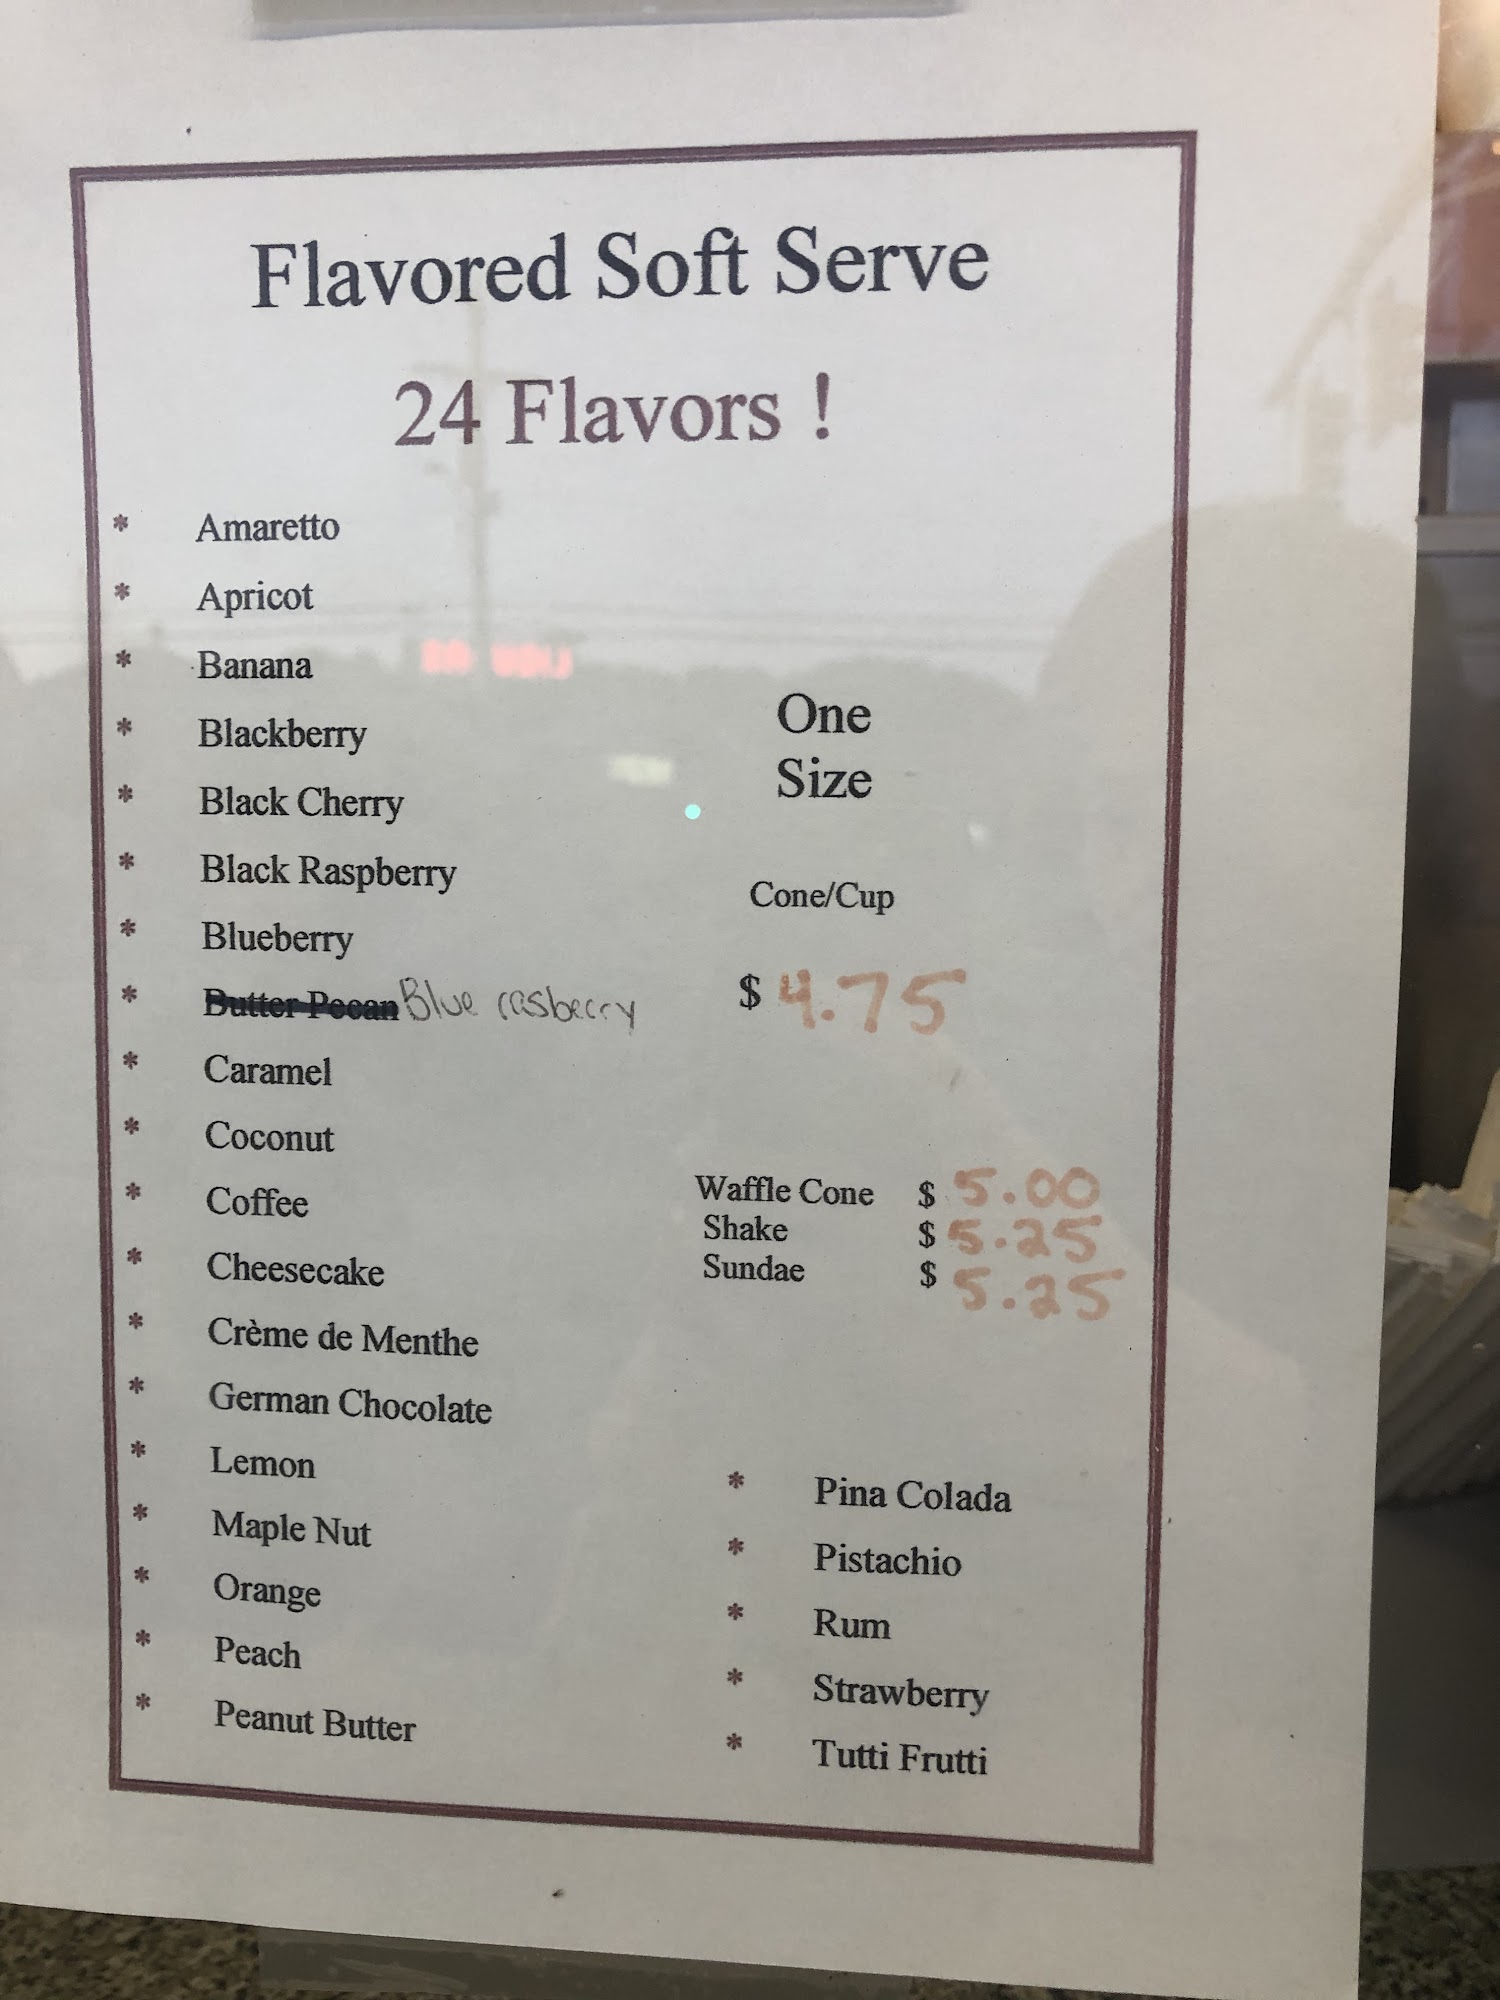 Flavored Soft Serve
24 Flavors !
* Amaretto
* Apricot
* Banana
* Blackberry
* Black Cherry
* Black Raspberry
* Blueberry
* Butter Pecan Blue rasberry
* Caramel
* Coconut
* Coffee
* Cheesecake
* Crème de Menthe
* German Chocolate
* Lemon
* Maple Nut
* Orange
* Peach
* Peanut Butter
One
Size
Cone/Cup
$ 4.75
Waffle Cone $ 5.00
Shake $ 5.25
Sundae $ 5.25
* Pina Colada
* Pistachio
* Rum
* Strawberry
* Tutti Frutti